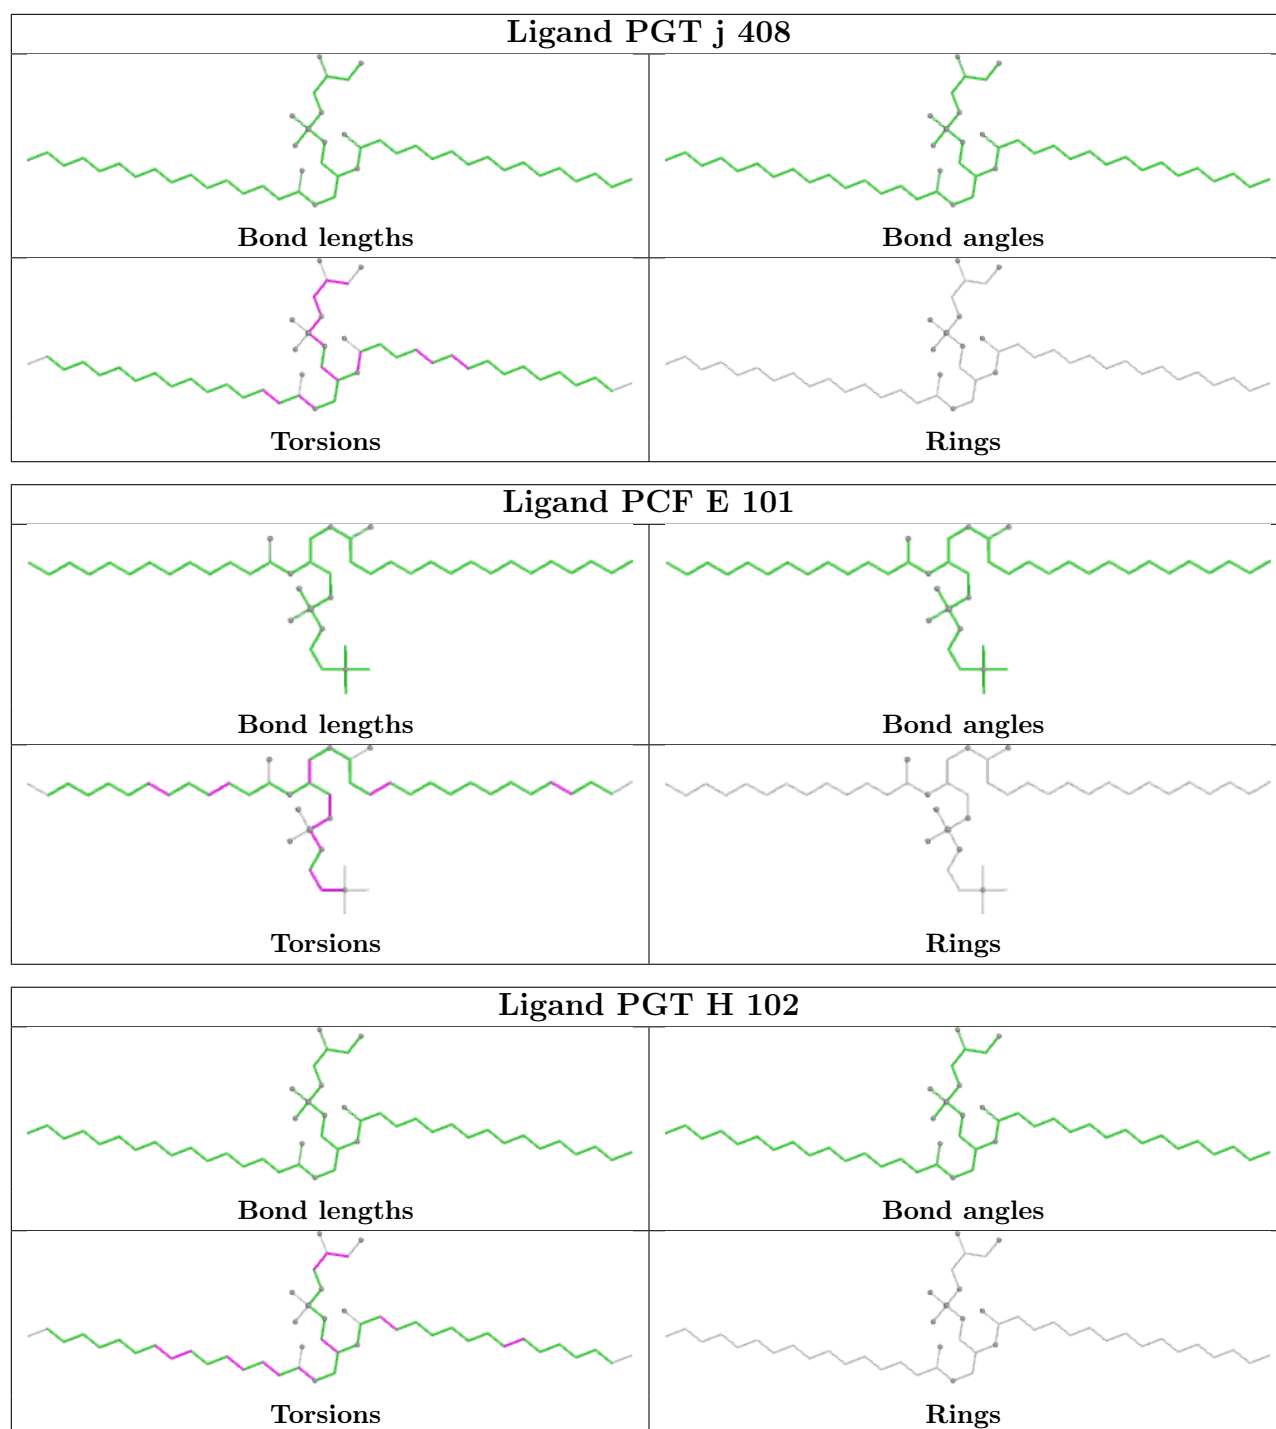 Ligand PGT j 408
Bond lengths
Bond angles
Torsions
Rings
Ligand PCF E 101
Bond lengths
Bond angles
Torsions
Rings
Ligand PGT H 102
Bond lengths
Bond angles
Torsions
Rings